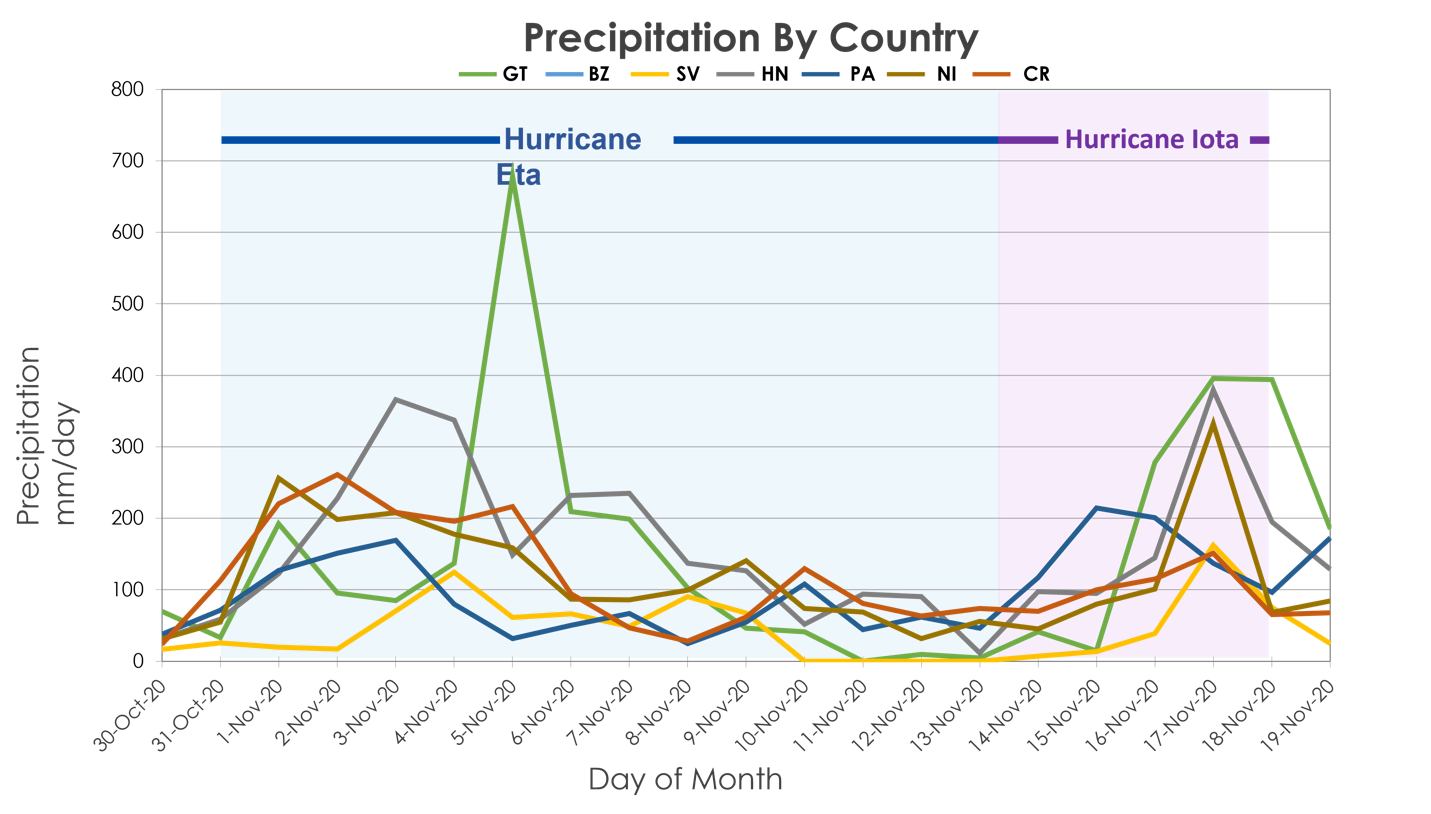 Precipitation By Country
GT BZ SV HN PA NI CR
800
700
600
500
400
300
200
100
0
Hurricane
Eta
Hurricane Iota
Precipitation
mm/day
30-Oct-20
31-Oct-20
1-Nov-20
2-Nov-20
3-Nov-20
4-Nov-20
5-Nov-20
6-Nov-20
7-Nov-20
8-Nov-20
9-Nov-20
10-Nov-20
11-Nov-20
12-Nov-20
13-Nov-20
14-Nov-20
15-Nov-20
16-Nov-20
17-Nov-20
18-Nov-20
19-Nov-20
Day of Month